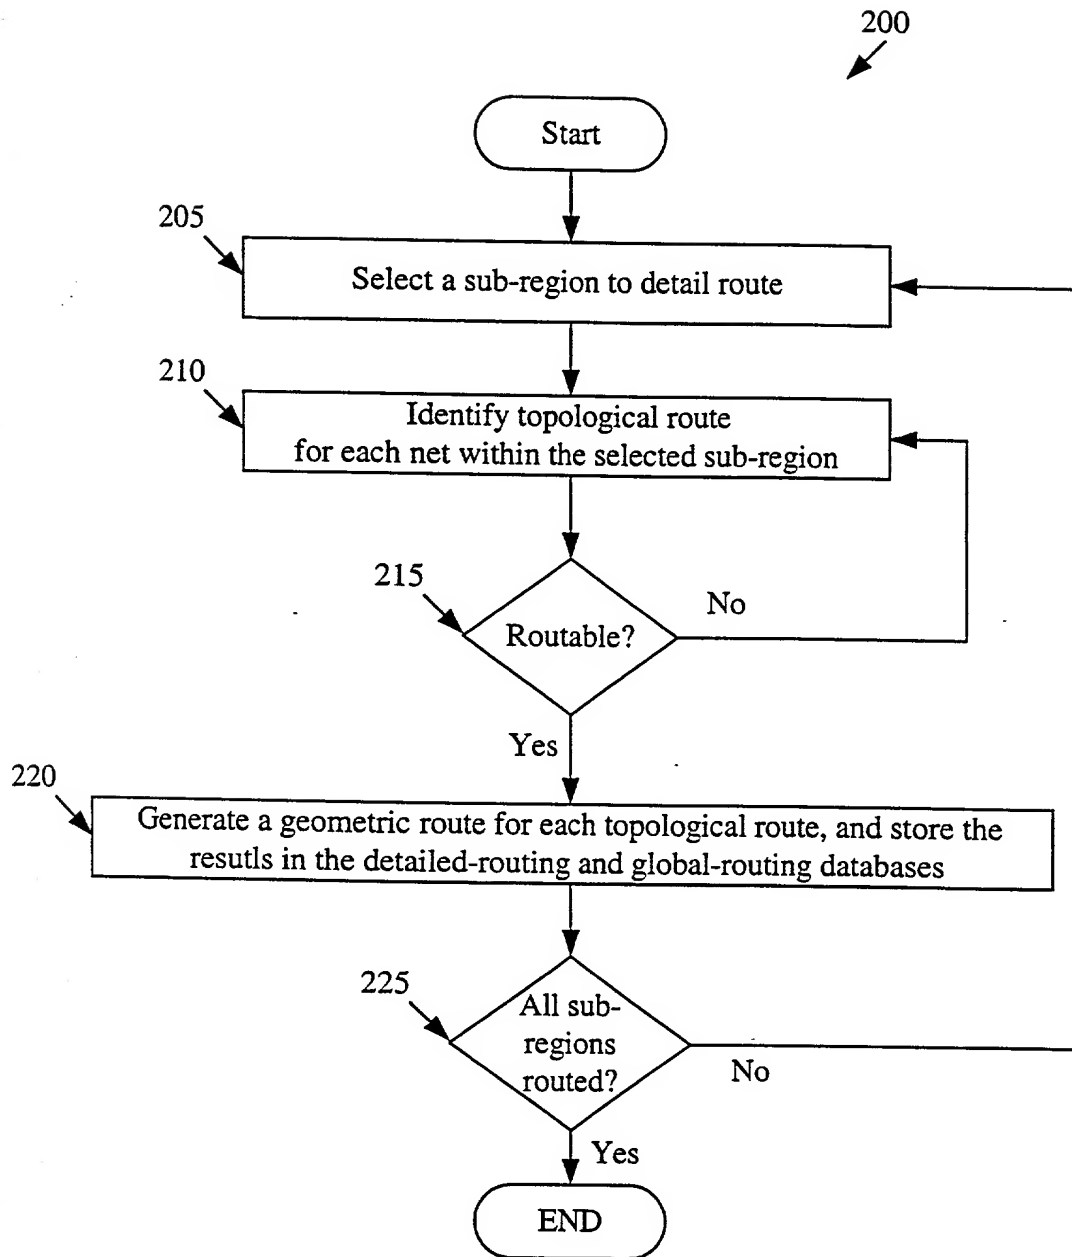 200
Start
205
Select a sub-region to detail route
210
Identify topological route
for each net within the selected sub-region
215
Routable?
No
Yes
220
Generate a geometric route for each topological route, and store the
resutls in the detailed-routing and global-routing databases
225
All sub-
regions
routed?
No
Yes
END